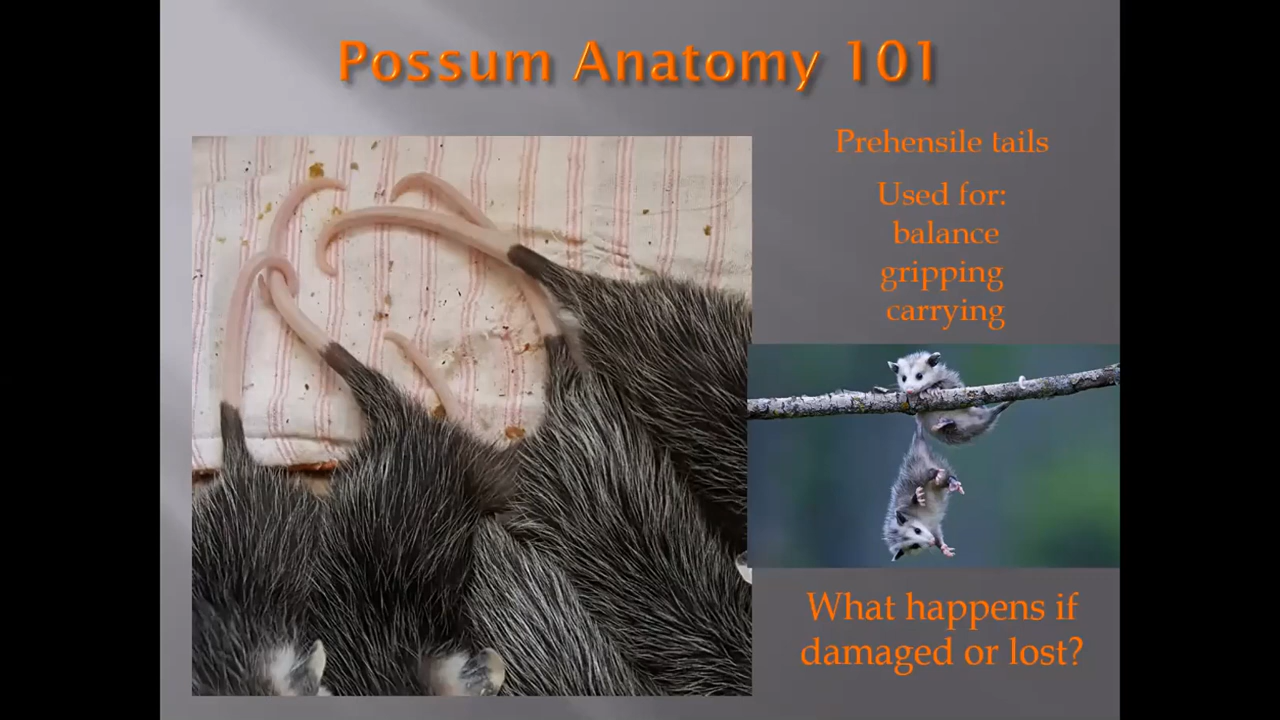 Possum Anatomy 101
Prehensile tails
Used for:
balance
gripping
carrying
What happens if
damaged or lost?